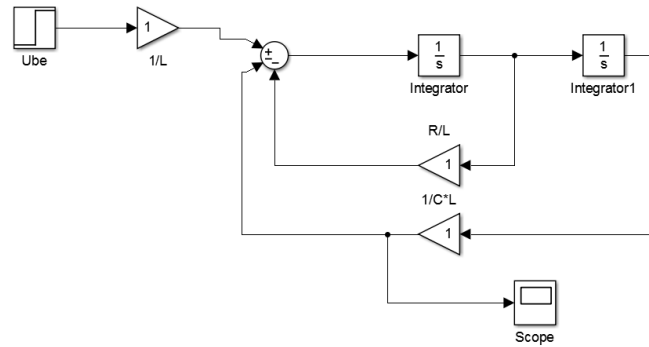 1
1/L
Ube
+
−
−
1
s
Integrator
1
s
Integrator1
R/L
1
1/C*L
1
Scope